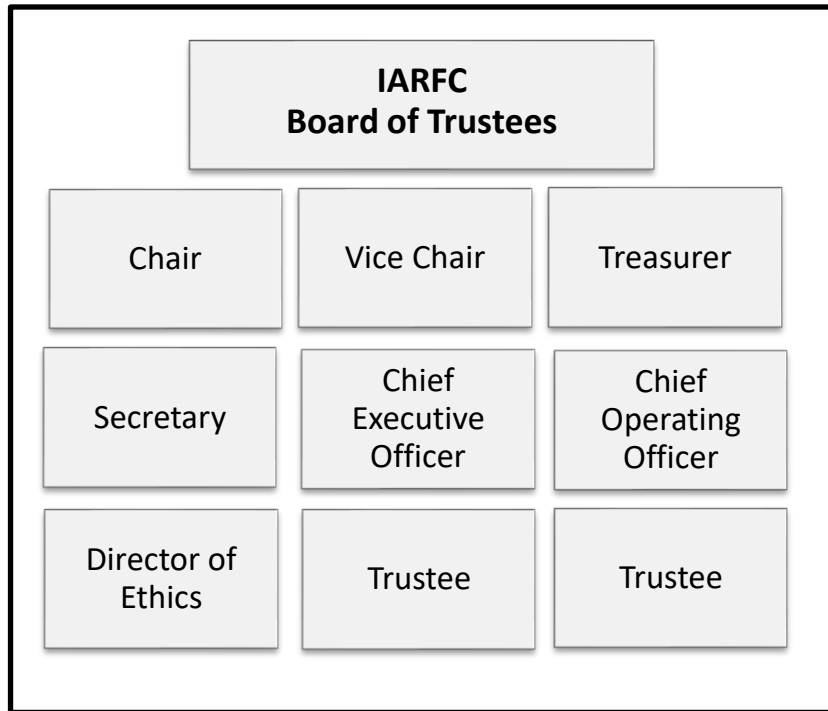 IARFC
Board of Trustees
Chair
Vice Chair
Treasurer
Secretary
Chief
Executive
Officer
Chief
Operating
Officer
Director of
Ethics
Trustee
Trustee